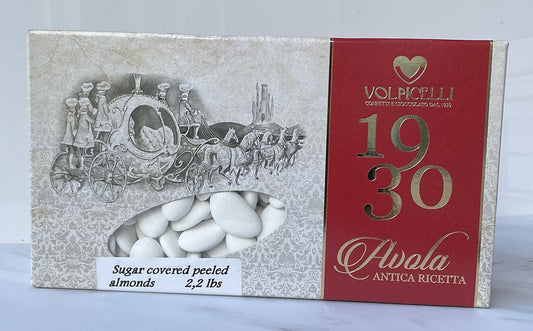 VOLPICELLI
CONFETTI E CIOCCOLATO DAL 1930
19
30
Avola
ANTICA RICETTA
Sugar covered peeled
almonds 2,2 lbs